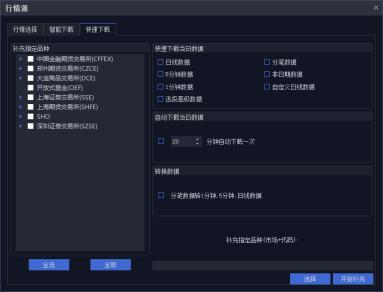 行情源
行情选择 智能下载 快速下载
补充指定品种
中国金融期货交易所(CFFEX)
郑州期货交易所(CZCE)
大连商品交易所(DCE)
开放式基金(OEF)
上海证券交易所(SSE)
上海期货交易所(SHFE)
SHO
深圳证券交易所(SZSE)
全选 全取
快速下载当日数据
日线数据 分笔数据
5分钟数据 非日期数据
1分钟数据 自定义日线数据
数据
自动下载当日数据
20 分钟自动下载一次
转换数据
分笔数据转1分钟, 5分钟, 日线数据
补充指定品种(市场+代码):
选择 开始补充